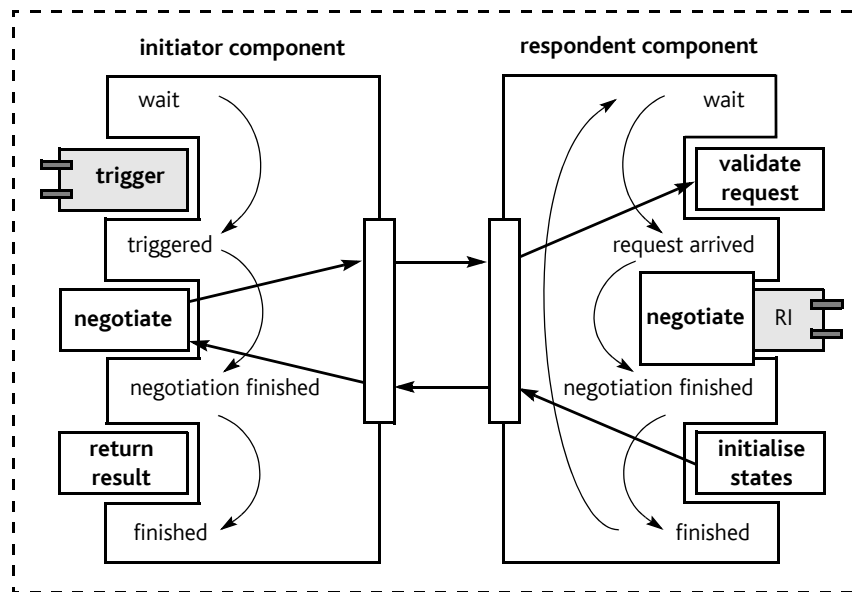 initiator component
wait
trigger
triggered
negotiate
negotiation finished
return
result
finished
respondent component
wait
validate
request
request arrived
negotiate
RI
negotiation finished
initialise
states
finished